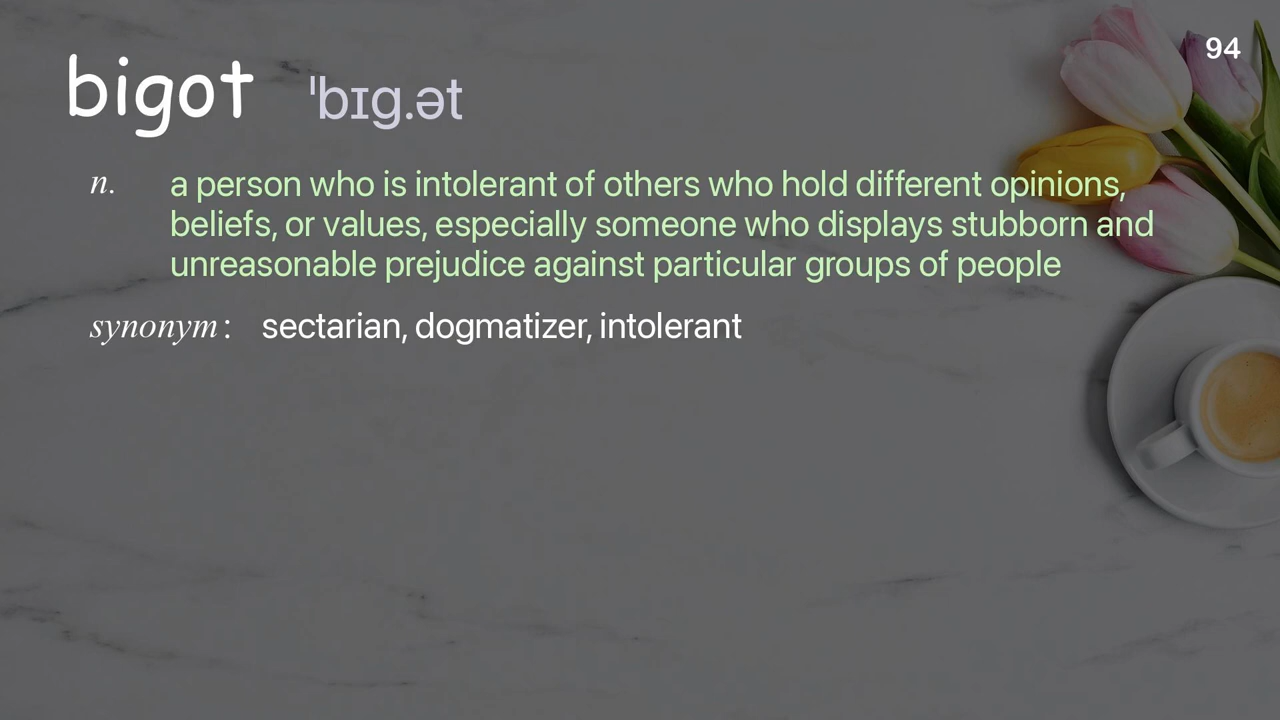 94
bigot ˈbɪg.ət
n. a person who is intolerant of others who hold different opinions,
beliefs, or values, especially someone who displays stubborn and
unreasonable prejudice against particular groups of people
synonym: sectarian, dogmatizer, intolerant